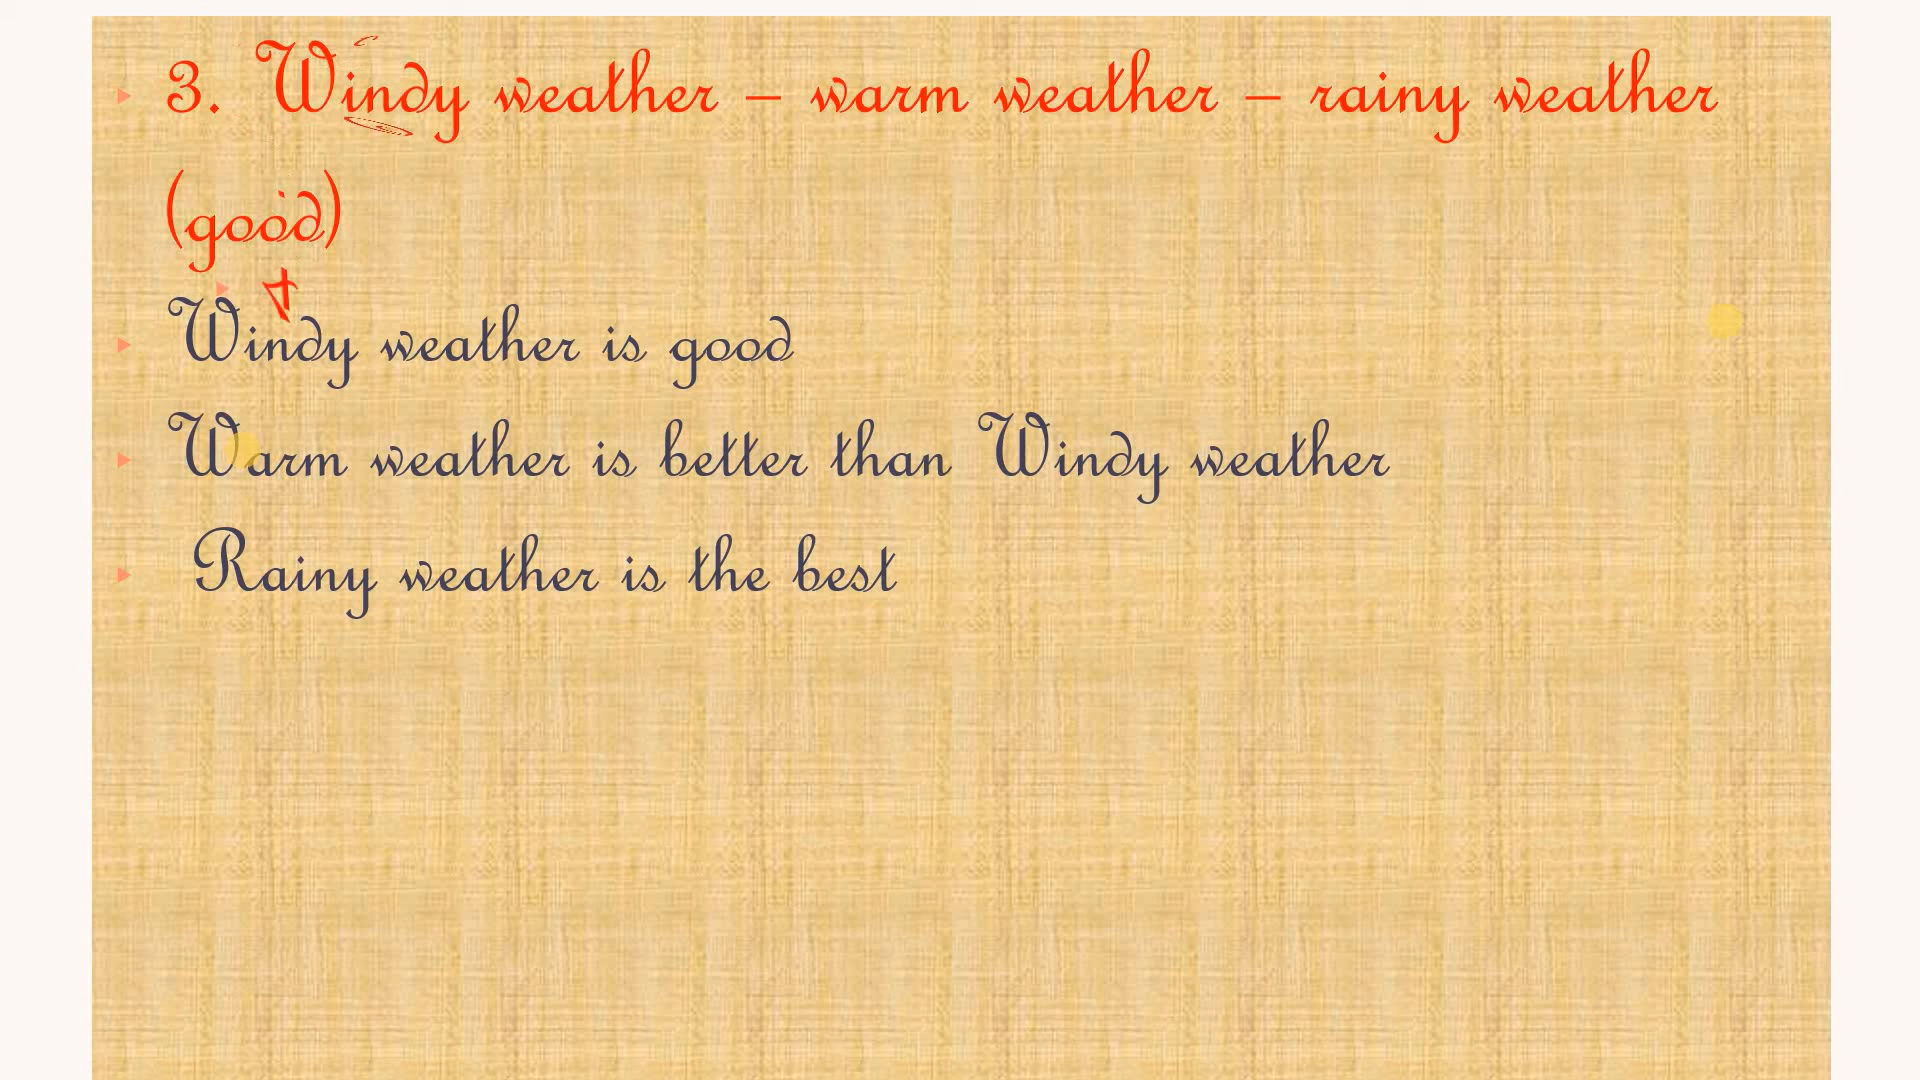 3. Windy weather – warm weather – rainy weather
(good)
Windy weather is good
Warm weather is better than Windy weather
Rainy weather is the best